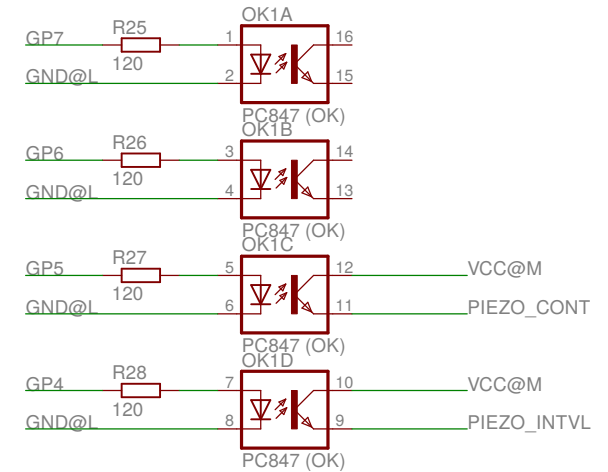 OK1A
R25
GP7
1
16
120
GND@L
2
15
PC847 (OK)
OK1B
R26
GP6
3
14
120
GND@L
4
13
PC847 (OK)
OK1C
R27
GP5
5
12
VCC@M
120
GND@L
6
11
PIEZO_CONT
PC847 (OK)
OK1D
R28
GP4
7
10
VCC@M
120
GND@L
8
9
PIEZO_INTVL
PC847 (OK)